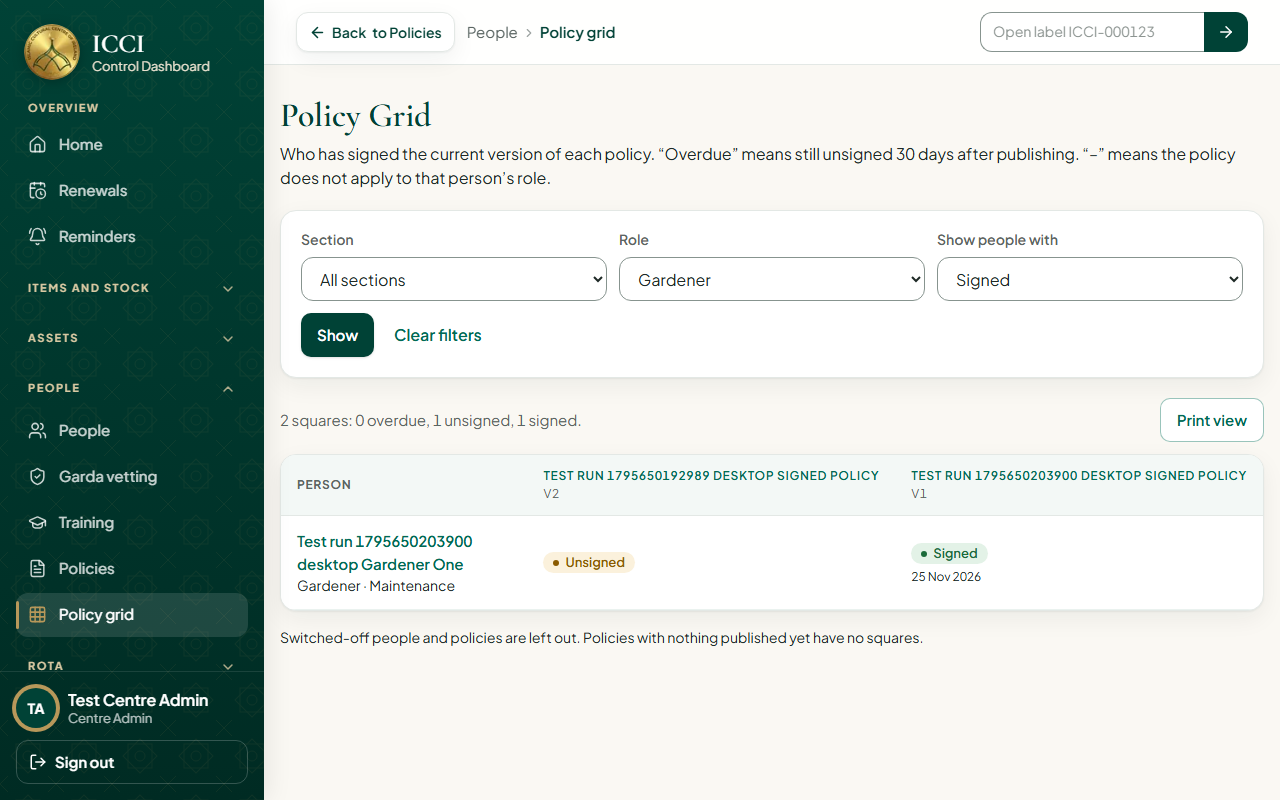 ICCI
Control Dashboard
OVERVIEW
Home
Renewals
Reminders
ITEMS AND STOCK
ASSETS
PEOPLE
People
Garda vetting
Training
Policies
Policy grid
ROTA
TA
Test Centre Admin
Centre Admin
Sign out
Back to Policies
People › Policy grid
Open label ICCI-000123
Policy Grid
Who has signed the current version of each policy. “Overdue” means still unsigned 30 days after publishing. “–” means the policy
does not apply to that person’s role.
Section
Role
Show people with
All sections
Gardener
Signed
Show
Clear filters
2 squares: 0 overdue, 1 unsigned, 1 signed.
Print view
PERSON
TEST RUN 1795650192989 DESKTOP SIGNED POLICY
V2
TEST RUN 1795650203900 DESKTOP SIGNED POLICY
V1
Test run 1795650203900
desktop Gardener One
Gardener · Maintenance
Unsigned
Signed
25 Nov 2026
Switched-off people and policies are left out. Policies with nothing published yet have no squares.